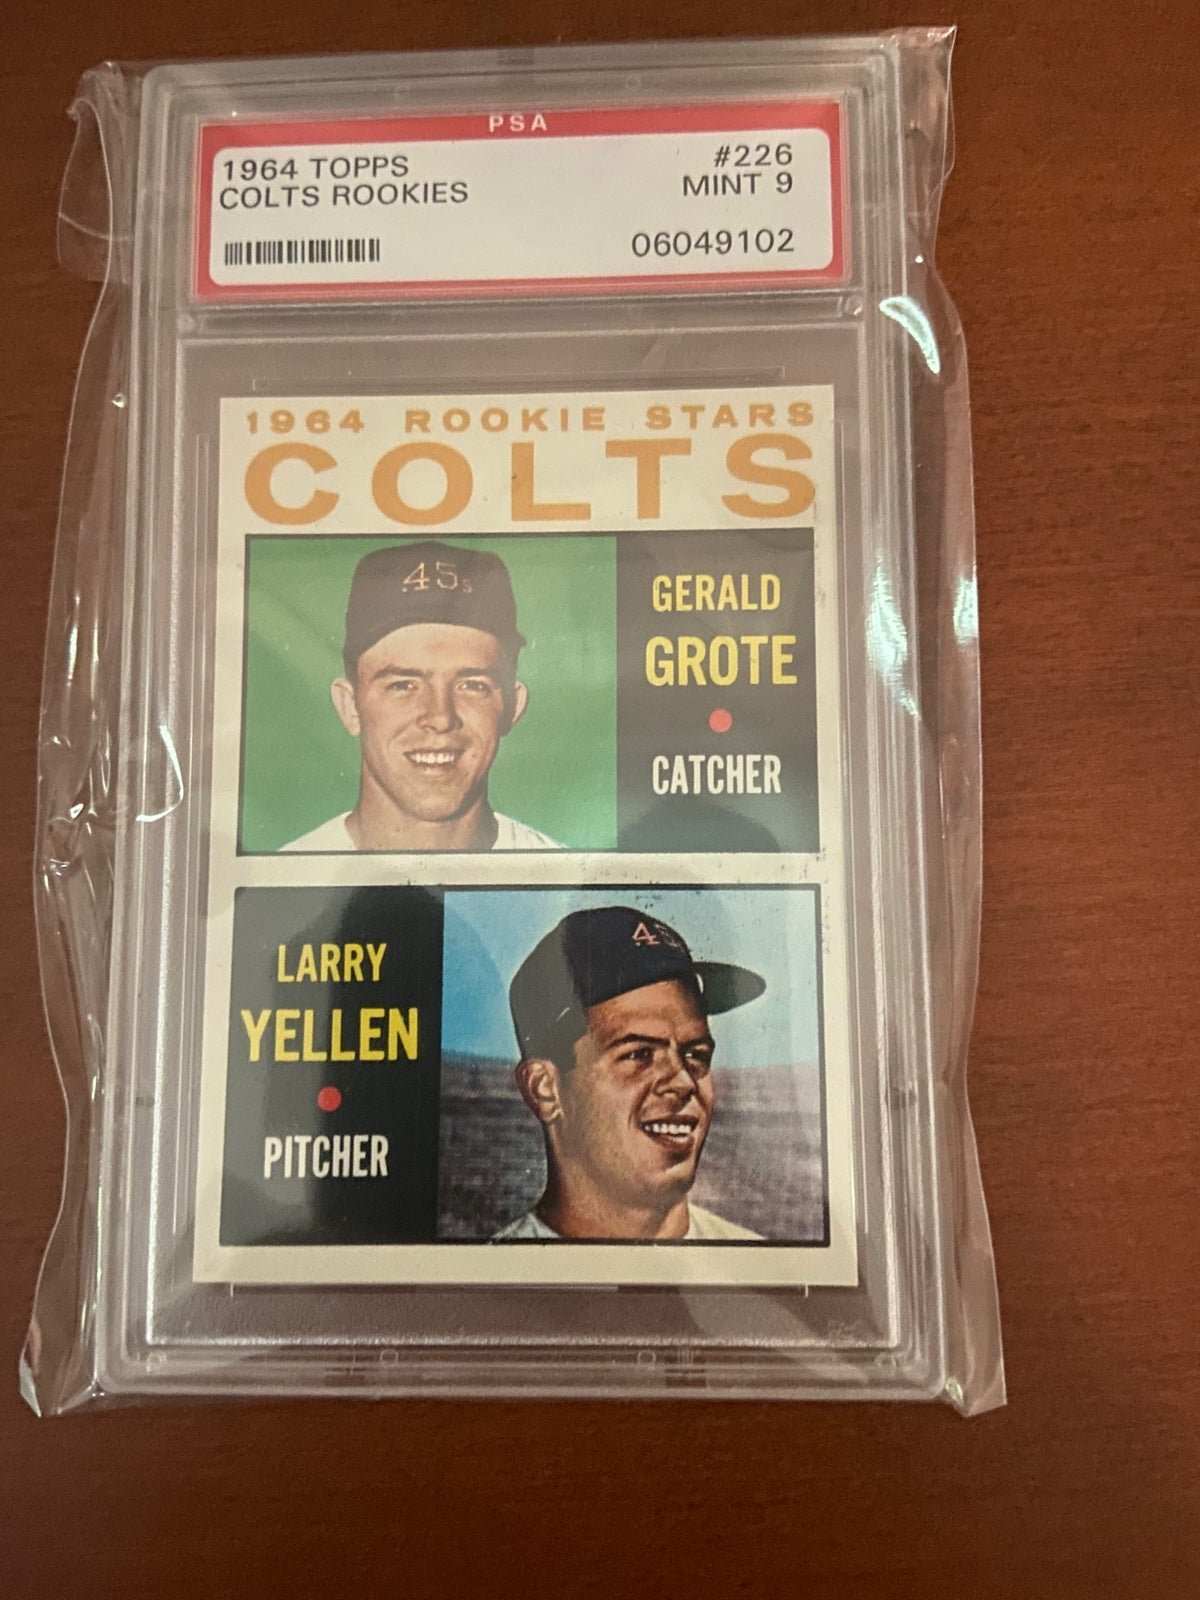 PSA
1964 TOPPS #226
COLTS ROOKIES MINT 9
06049102
1964 ROOKIE STARS
COLTS
.45s
GERALD
GROTE
CATCHER
LARRY
YELLEN
PITCHER